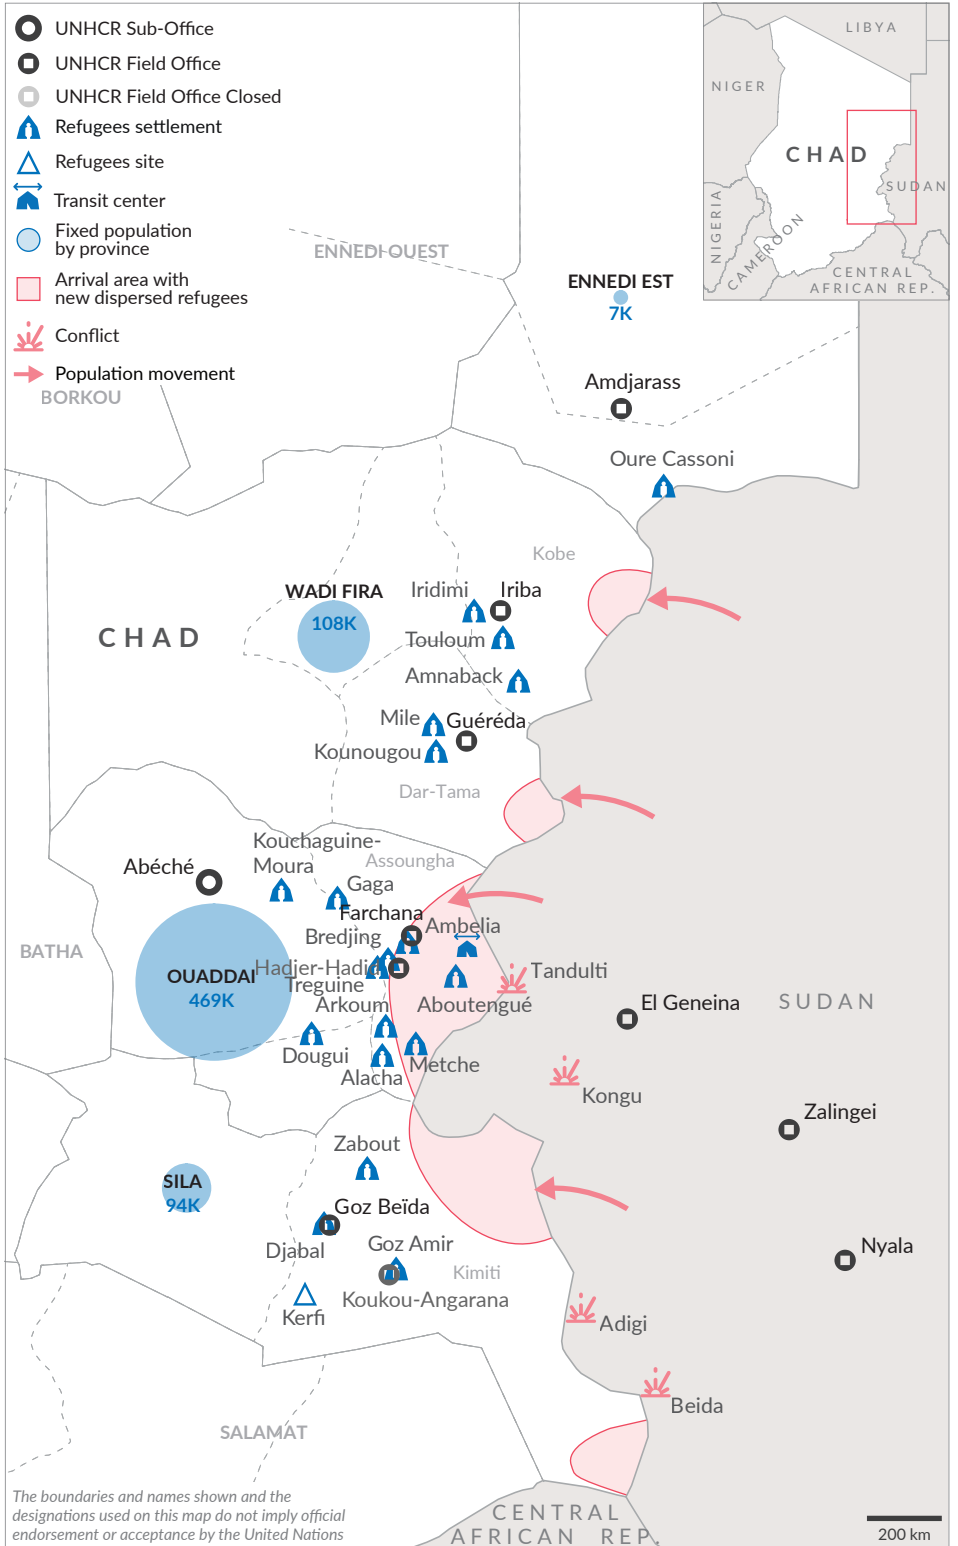 UNHCR Sub-Office
UNHCR Field Office
UNHCR Field Office Closed
Refugees settlement
Refugees site
Transit center
Fixed population
by province
Arrival area with
new dispersed refugees
Conflict
Population movement
LIBYA
NIGER
CHAD
SUDAN
NIGERIA
CAMEROON
CENTRAL
AFRICAN REP.
ENNEDI OUEST
ENNEDI EST
7K
BORKOU
Amdjarass
Oure Cassoni
Kobe
WADI FIRA
108K
Iridimi
Iriba
CHAD
Touloum
Amnaback
Mile
Guéréda
Kounougou
Dar-Tama
Kouchaguine-
Moura
Assoungha
Abéché
Gaga
Farchana
Ambelia
Bredjing
BATHA
OUADDAI
469K
Hadjer-Hadid
Treguine
Tandulti
Arkoum
Aboutengué
El Geneina
SUDAN
Dougui
Metche
Alacha
Kongu
Zalingei
Zabout
SILA
94K
Goz Beïda
Djabal
Goz Amir
Kimiti
Nyala
Koukou-Angarana
Kerfi
Adigi
Beida
SALAMAT
The boundaries and names shown and the
designations used on this map do not imply official
endorsement or acceptance by the United Nations
CENTRAL
AFRICAN REP.
200 km